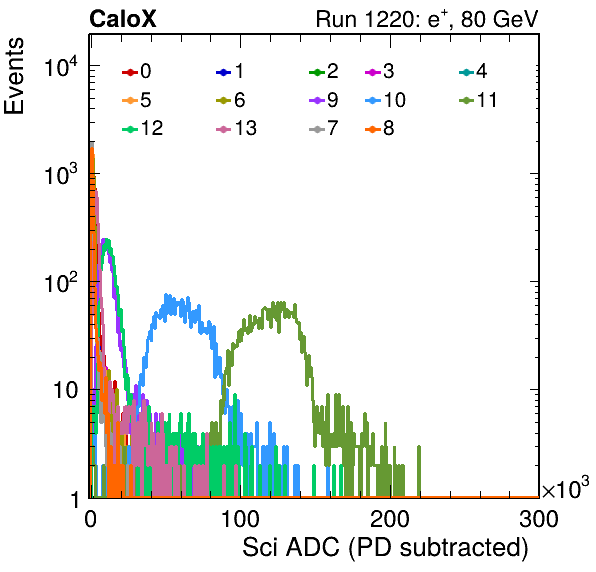 CaloX Run 1220: e⁺, 80 GeV
Events
10⁴
10³
10²
10
1
0 1 2 3 4
5 6 9 10 11
12 13 7 8
0 100 200 300
×10³
Sci ADC (PD subtracted)